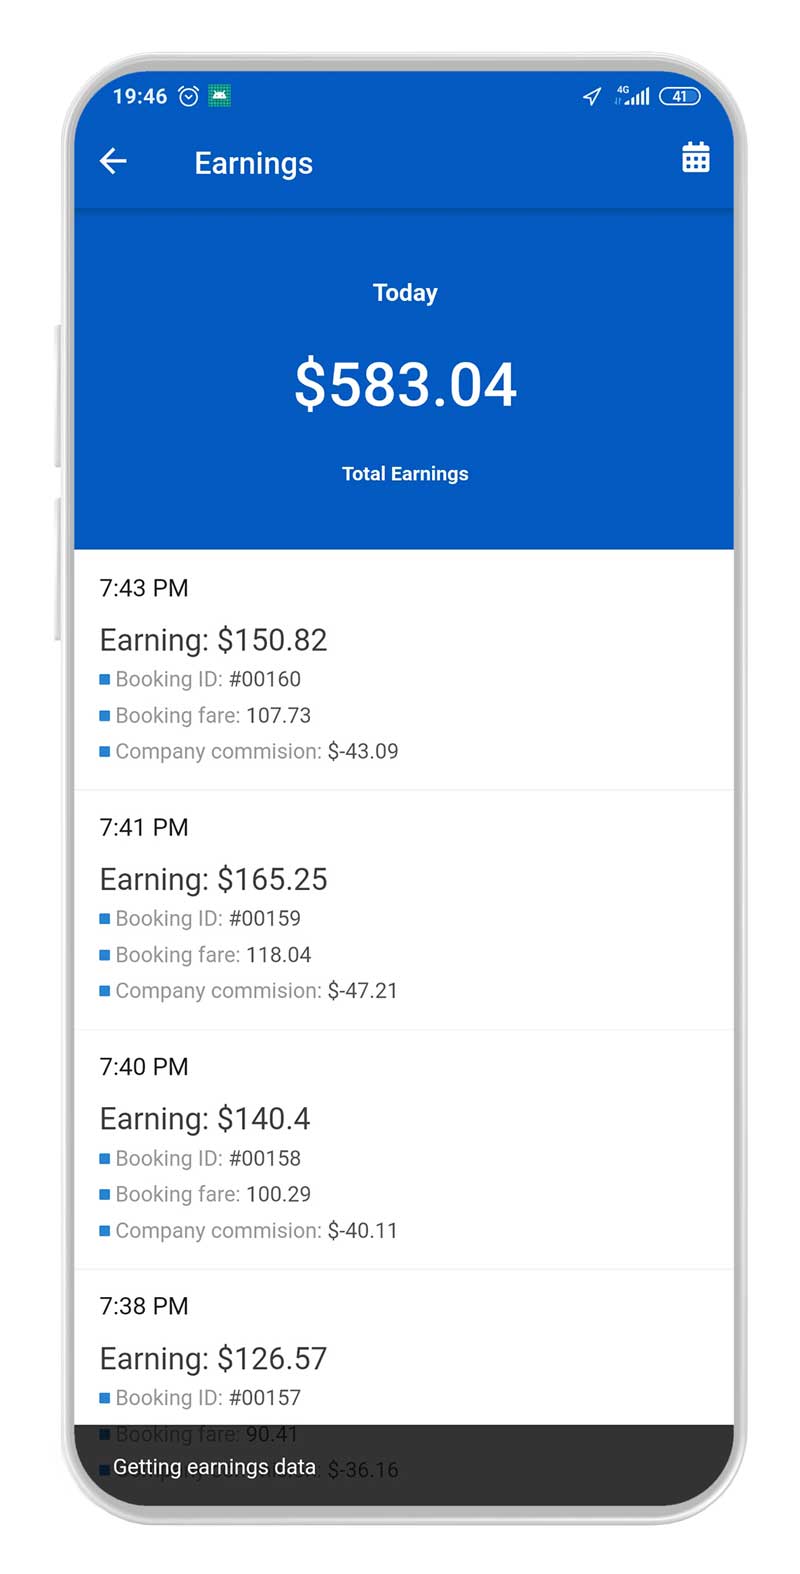 19:46
4G
41
Earnings
Today
$583.04
Total Earnings
7:43 PM
Earning: $150.82
Booking ID: #00160
Booking fare: 107.73
Company commision: $-43.09
7:41 PM
Earning: $165.25
Booking ID: #00159
Booking fare: 118.04
Company commision: $-47.21
7:40 PM
Earning: $140.4
Booking ID: #00158
Booking fare: 100.29
Company commision: $-40.11
7:38 PM
Earning: $126.57
Booking ID: #00157
Booking fare: 90.41
Getting earnings data
$-36.16